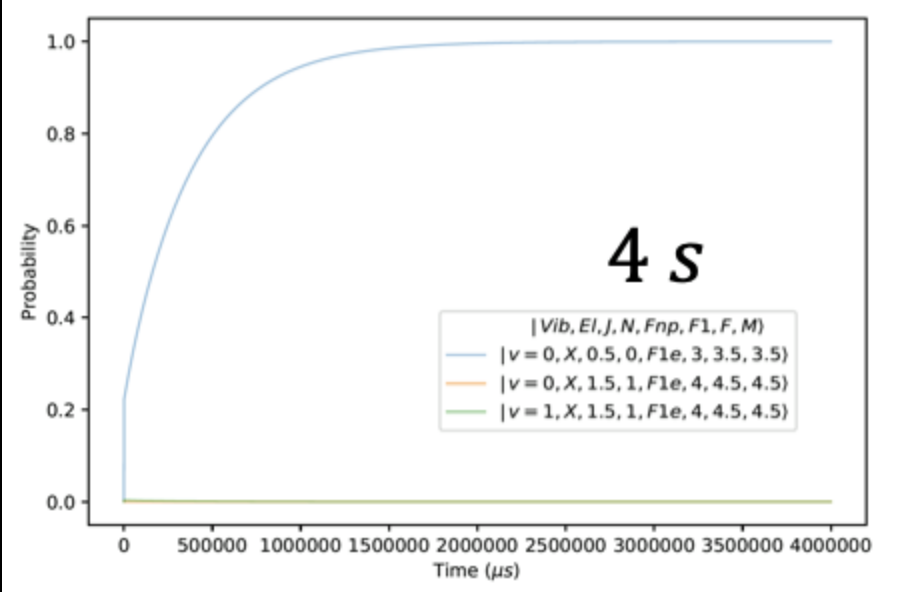 1.0
0.8
0.6
0.4
0.2
0.0
Probability
4 s
|Vib, El, J, N, Fnp, F1, F, M⟩
|v = 0, X, 0.5, 0, F1e, 3, 3.5, 3.5⟩
|v = 0, X, 1.5, 1, F1e, 4, 4.5, 4.5⟩
|v = 1, X, 1.5, 1, F1e, 4, 4.5, 4.5⟩
0 500000 1000000 1500000 2000000 2500000 3000000 3500000 4000000
Time (μs)